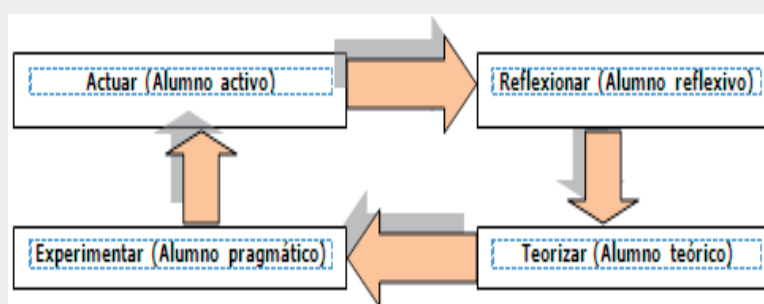 Actuar (Alumno activo)
Reflexionar (Alumno reflexivo)
Experimentar (Alumno pragmático)
Teorizar (Alumno teórico)